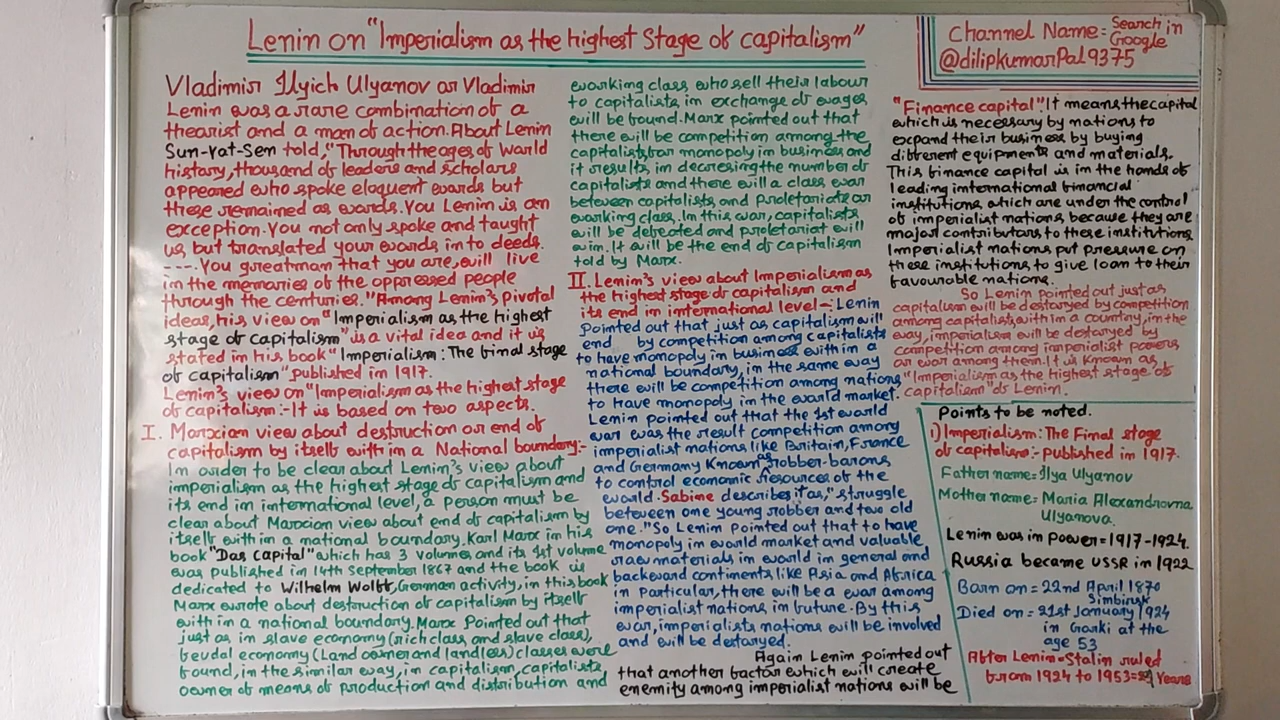 Lenin on "Imperialism as the highest Stage of capitalism"
Channel Name:= Search in Google
@dilipkumarPal9375
Vladimir Ilyich Ulyanov or Vladimir
Lenin was a rare combination of a
theorist and a man of action. About Lenin
Sun-Yat-Sen told, "Through the ages of world
history, thousand of leaders and scholars
appeared who spoke eloquent words but
these remained as words. You Lenin is an
exception. You not only spoke and taught
us but translated your words in to deeds.
----. You greatman that you are, will live
in the memories of the oppressed people
through the centuries." Among Lenin's pivotal
ideas, his view on "Imperialism as the highest
stage of capitalism" is a vital idea and it is
stated in his book "Imperialism: The final stage
of capitalism" published in 1917.
Lenin's view on "Imperialism as the highest stage
of capitalism:- It is based on two aspects.
I. Marxian view about destruction or end of
capitalism by itself with in a National boundary:-
In order to be clear about Lenin's view about
imperialism as the highest stage of capitalism and
its end in international level, a person must be
clear about Marxian view about end of capitalism by
itself with in a national boundary. Karl Marx in his
book "Das Capital" which has 3 volumes and its 1st volume
was published in 14th September 1867 and the book is
dedicated to Wilhelm Wolff, German activity, in this book
Marx wrote about destruction of capitalism by itself
with in a national boundary. Marx Pointed out that
just as in slave economy (rich class and slave class),
feudal economy (Land owner and landless) classes were
found, in the similar way, in capitalism, capitalists
owner of means of production and distribution and
working class who sell their labour
to capitalists in exchange of wages
will be found. Marx pointed out that
there will be competition among the
capitalists for monopoly in business and
it results in decresing the number of
capitalists and there will a class war
between capitalists and proletariate or
working class. In this war, capitalists
will be defeated and proletariat will
win. It will be the end of capitalism
told by Marx.
II. Lenin's view about Imperialism as
the highest stage of capitalism and
its end in international level:- Lenin
Pointed out that just as capitalism will
end by competition among capitalists
to have monopoly in business with in a
national boundary, in the same way
there will be competition among nations
to have monopoly in the world market.
Lenin pointed out that the 1st world
war was the result competition among
imperialist nations like Britain, France
and Germany Known as robber-barons
to control economic resources of the
world. Sabine describes it as, "struggle
between one young robber and two old
one." So Lenin Pointed out that to have
monopoly in world market and valuable
raw materials in world in general and
backward continents like Asia and Africa
in Particular, there will be a war among
imperialist nations in future. By this
war, imperialists nations will be involved
and will be destroyed.
Again Lenin pointed out
that another factor which will create
enemity among imperialist nations will be
"Finance capital" It means the capital
which is necessary by nations to
expand their business by buying
different equipments and materials.
This finance capital is in the hands of
leading international financial
institutions which are under the control
of imperialist nations because they are
major contributors to these institutions
Imperialist nations put pressure on
these institutions to give loan to their
favourable nations.
So Lenin pointed out just as
capitalism will be destroyed by competition
among capitalists with in a country, in the
way, imperialism will be destroyed by
competition among imperialist powers
or war among them. It is Known as
"Imperialism as the highest stage of
capitalism" of Lenin.
Points to be noted.
i) Imperialism: The Final stage
of capitalism:- published in 1917.
Father name:= Ilya Ulyanov
Mother name:= Maria Alexandrovna
Ulyanova.
Lenin was in Power = 1917-1924.
Russia became USSR in 1922
Born on = 22nd April 1870
Simbirsk
Died on = 21st January 1924
in Gorki at the
age 53
After Lenin = Stalin ruled
from 1924 to 1953 = 29 Years